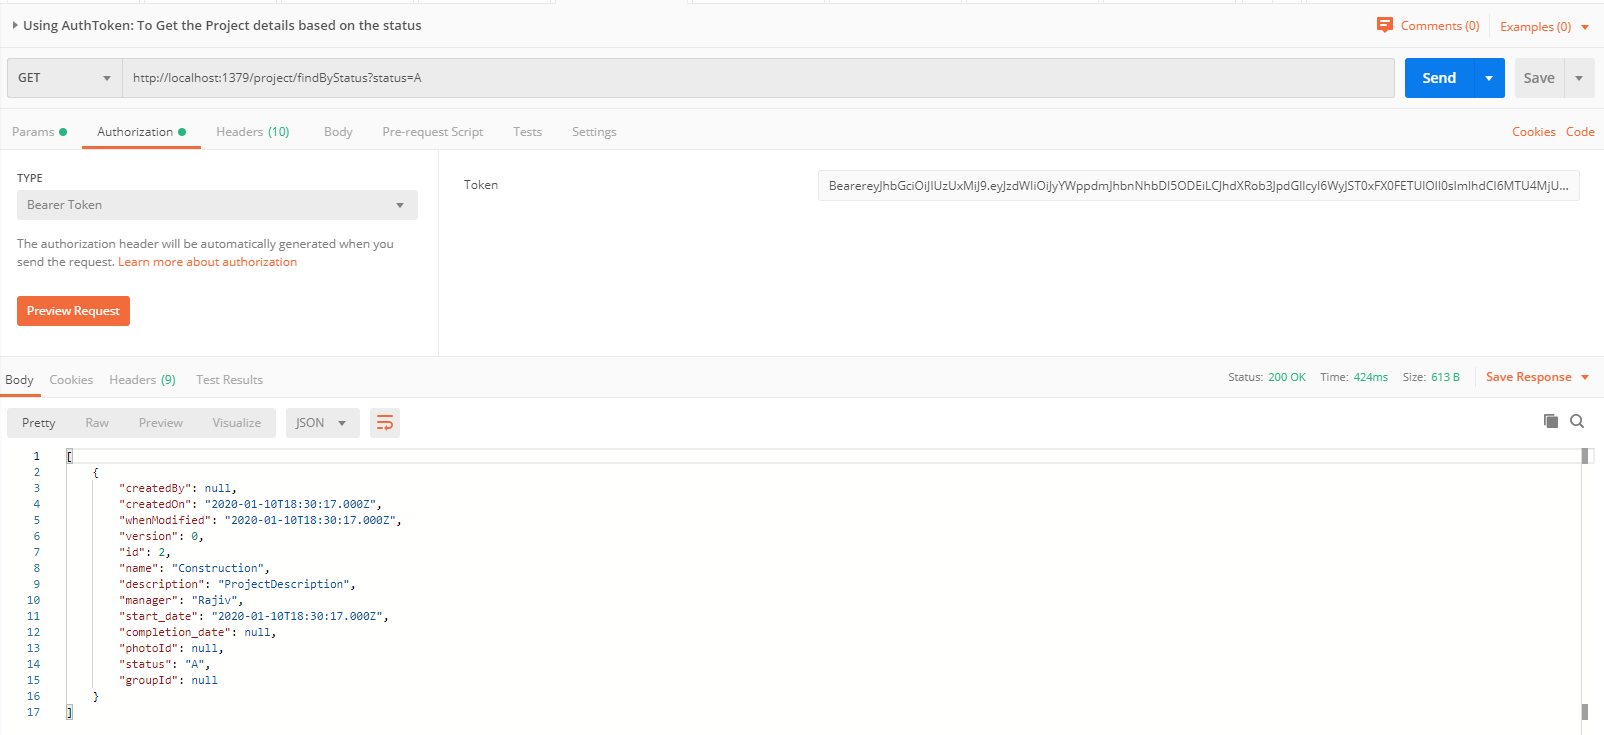 Using AuthToken: To Get the Project details based on the status
Comments (0) Examples (0)
GET http://localhost:1379/project/findByStatus?status=A Send Save
Params Authorization Headers (10) Body Pre-request Script Tests Settings Cookies Code
TYPE
Bearer Token
The authorization header will be automatically generated when you
send the request. Learn more about authorization
Preview Request
Token
Body Cookies Headers (9) Test Results Status: 200 OK Time: 424ms Size: 613 B Save Response
Pretty Raw Preview Visualize JSON
1 [
2 {
3 "createdBy": null,
4 "createdOn": "2020-01-10T18:30:17.000Z",
5 "whenModified": "2020-01-10T18:30:17.000Z",
6 "version": 0,
7 "id": 2,
8 "name": "Construction",
9 "description": "ProjectDescription",
10 "manager": "Rajiv",
11 "start_date": "2020-01-10T18:30:17.000Z",
12 "completion_date": null,
13 "photoId": null,
14 "status": "A",
15 "groupId": null
16 }
17 ]